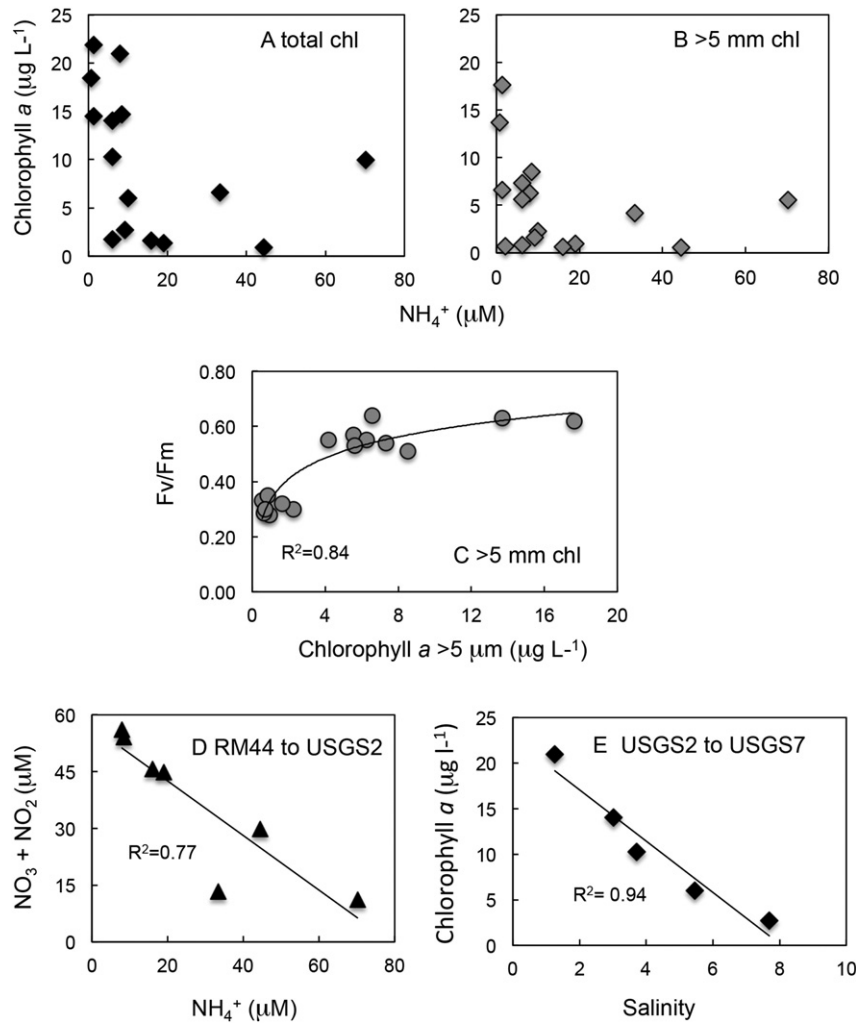 A total chl
Chlorophyll a (µg L-1)
25
20
15
10
5
0
0 20 40 60 80
B >5 mm chl
25
20
15
10
5
0
0 20 40 60 80
NH4+ (µM)
Fv/Fm
0.80
0.60
0.40
0.20
0.00
R2=0.84
C >5 mm chl
0 4 8 12 16 20
Chlorophyll a >5 µm (µg L-1)
D RM44 to USGS2
NO3 + NO2 (µM)
60
45
30
15
0
R2=0.77
0 20 40 60 80
NH4+ (µM)
E USGS2 to USGS7
Chlorophyll a (µg l-1)
25
20
15
10
5
0
R2= 0.94
0 2 4 6 8 10
Salinity